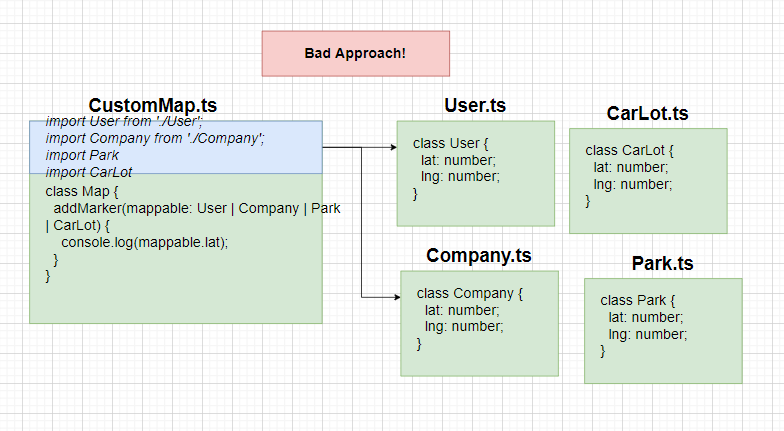 Bad Approach!
CustomMap.ts
import User from './User';
import Company from './Company';
import Park
import CarLot
class Map {
addMarker(mappable: User | Company | Park
| CarLot) {
console.log(mappable.lat);
}
}
User.ts
class User {
lat: number;
lng: number;
}
CarLot.ts
class CarLot {
lat: number;
lng: number;
}
Company.ts
class Company {
lat: number;
lng: number;
}
Park.ts
class Park {
lat: number;
lng: number;
}